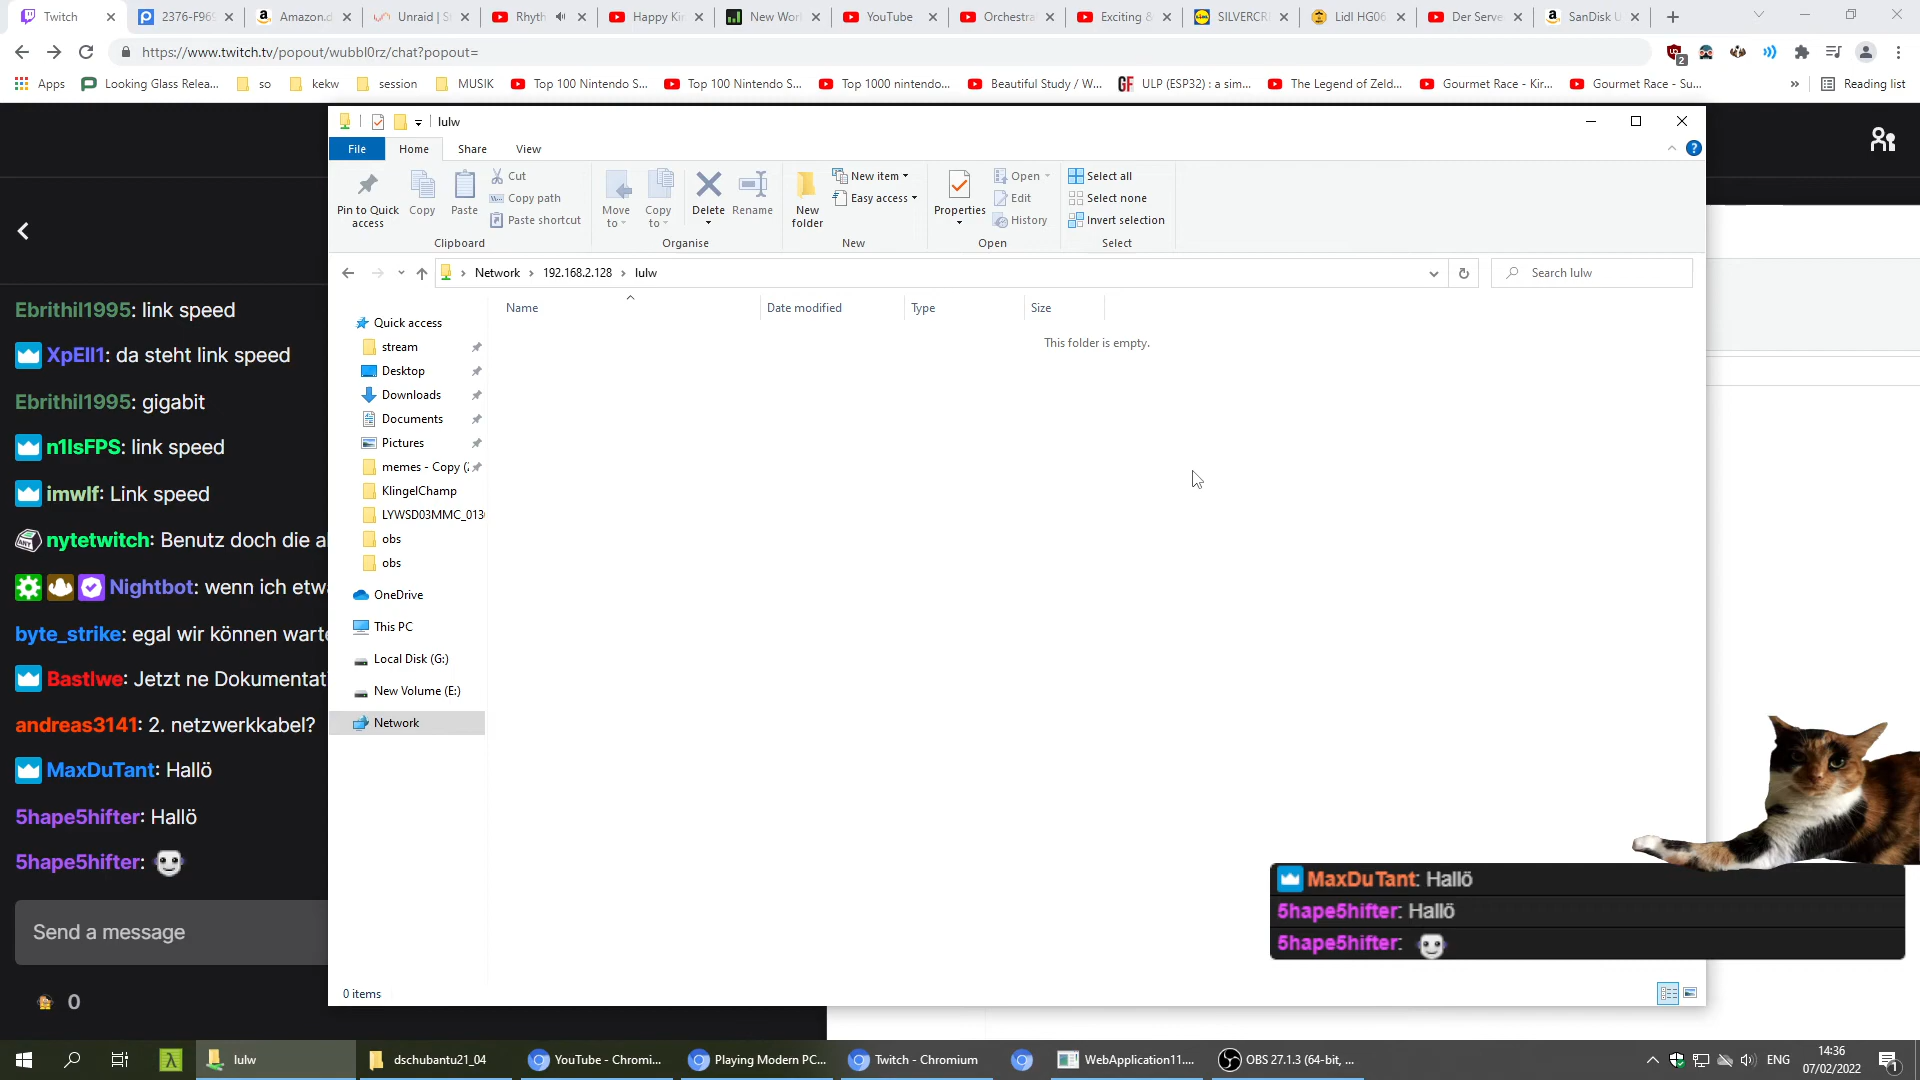 Twitch
2376-F969
Amazon.d
Unraid | S
Rhyth
Happy Kir
New Worl
YouTube
Orchestra
Exciting &
SILVERCR
Lidl HG06
Der Serve
SanDisk U
https://www.twitch.tv/popout/wubbl0rz/chat?popout=
2
Apps
Looking Glass Relea...
so
kekw
session
MUSIK
Top 100 Nintendo S...
Top 100 Nintendo S...
Top 1000 nintendo...
Beautiful Study / W...
GF
ULP (ESP32) : a sim...
The Legend of Zeld...
Gourmet Race - Kir...
Gourmet Race - Su...
»
Reading list
lulw
File
Home
Share
View
Pin to Quick access
Copy
Paste
Cut
Copy path
Paste shortcut
Clipboard
Move to
Copy to
Delete
Rename
Organise
New folder
New item
Easy access
New
Properties
Open
Edit
History
Open
Select all
Select none
Invert selection
Select
Network
192.168.2.128
lulw
Search lulw
Name
Date modified
Type
Size
This folder is empty.
Quick access
stream
Desktop
Downloads
Documents
Pictures
memes - Copy (2
KlingelChamp
LYWSD03MMC_013
obs
obs
OneDrive
This PC
Local Disk (G:)
New Volume (E:)
Network
0 items
Ebrithil1995: link speed
XpEll1: da steht link speed
Ebrithil1995: gigabit
n1lsFPS: link speed
imwlf: Link speed
nytetwitch: Benutz doch die a
Nightbot: wenn ich etw
byte_strike: egal wir können warte
Bastlwe: Jetzt ne Dokumentat
andreas3141: 2. netzwerkkabel?
MaxDuTant: Hallö
5hape5hifter: Hallö
5hape5hifter:
Send a message
0
MaxDuTant: Hallö
5hape5hifter: Hallö
5hape5hifter:
lulw
dschubantu21_04
YouTube - Chromi...
Playing Modern PC...
Twitch - Chromium
WebApplication11....
OBS 27.1.3 (64-bit, ...
ENG
14:36
07/02/2022
1